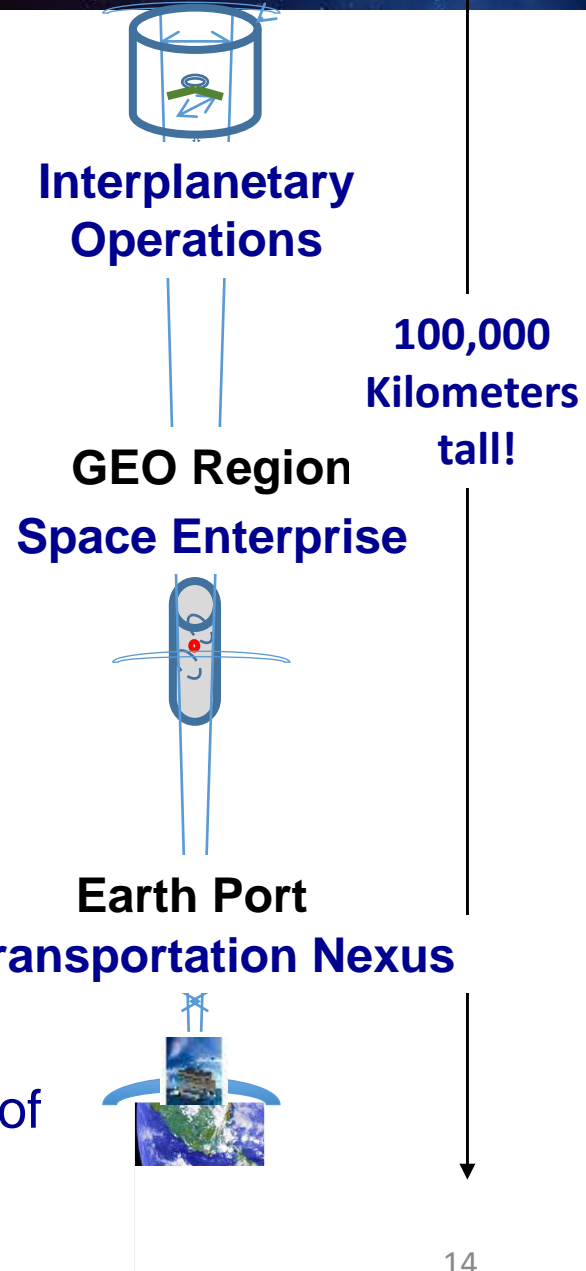 Interplanetary
Operations
100,000
Kilometers
tall!
GEO Region
Space Enterprise
Earth Port
ransportation Nexus
of
14